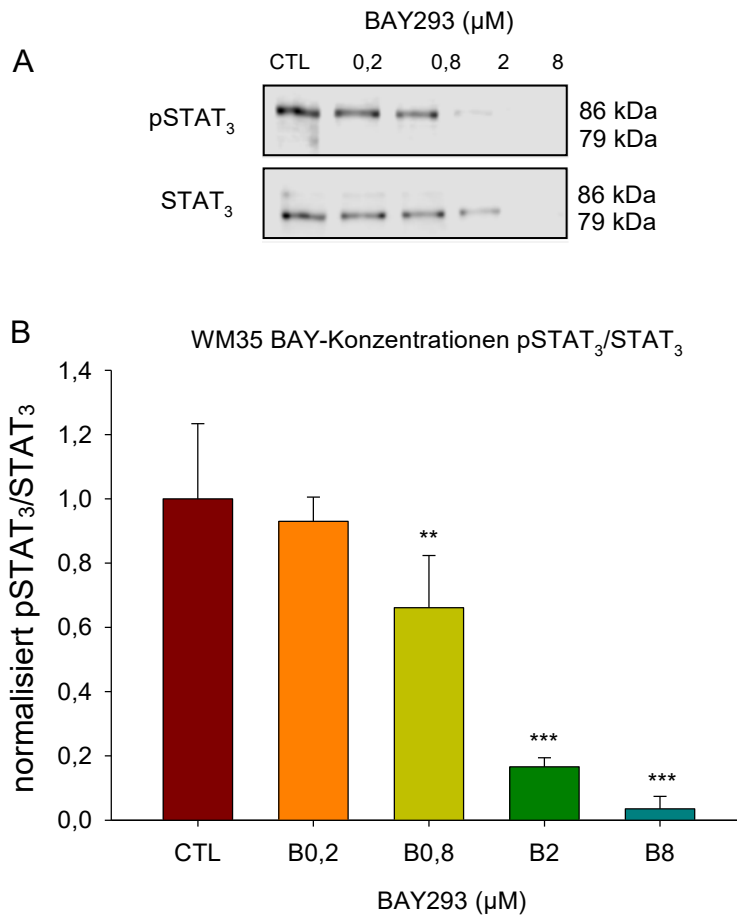 BAY293 (µM)
A
CTL 0,2 0,8 2 8
pSTAT3
86 kDa
79 kDa
STAT3
86 kDa
79 kDa
B
WM35 BAY-Konzentrationen pSTAT3/STAT3
normalisiert pSTAT3/STAT3
1,4
1,2
1,0
0,8
0,6
0,4
0,2
0,0
**
***
***
CTL B0,2 B0,8 B2 B8
BAY293 (µM)